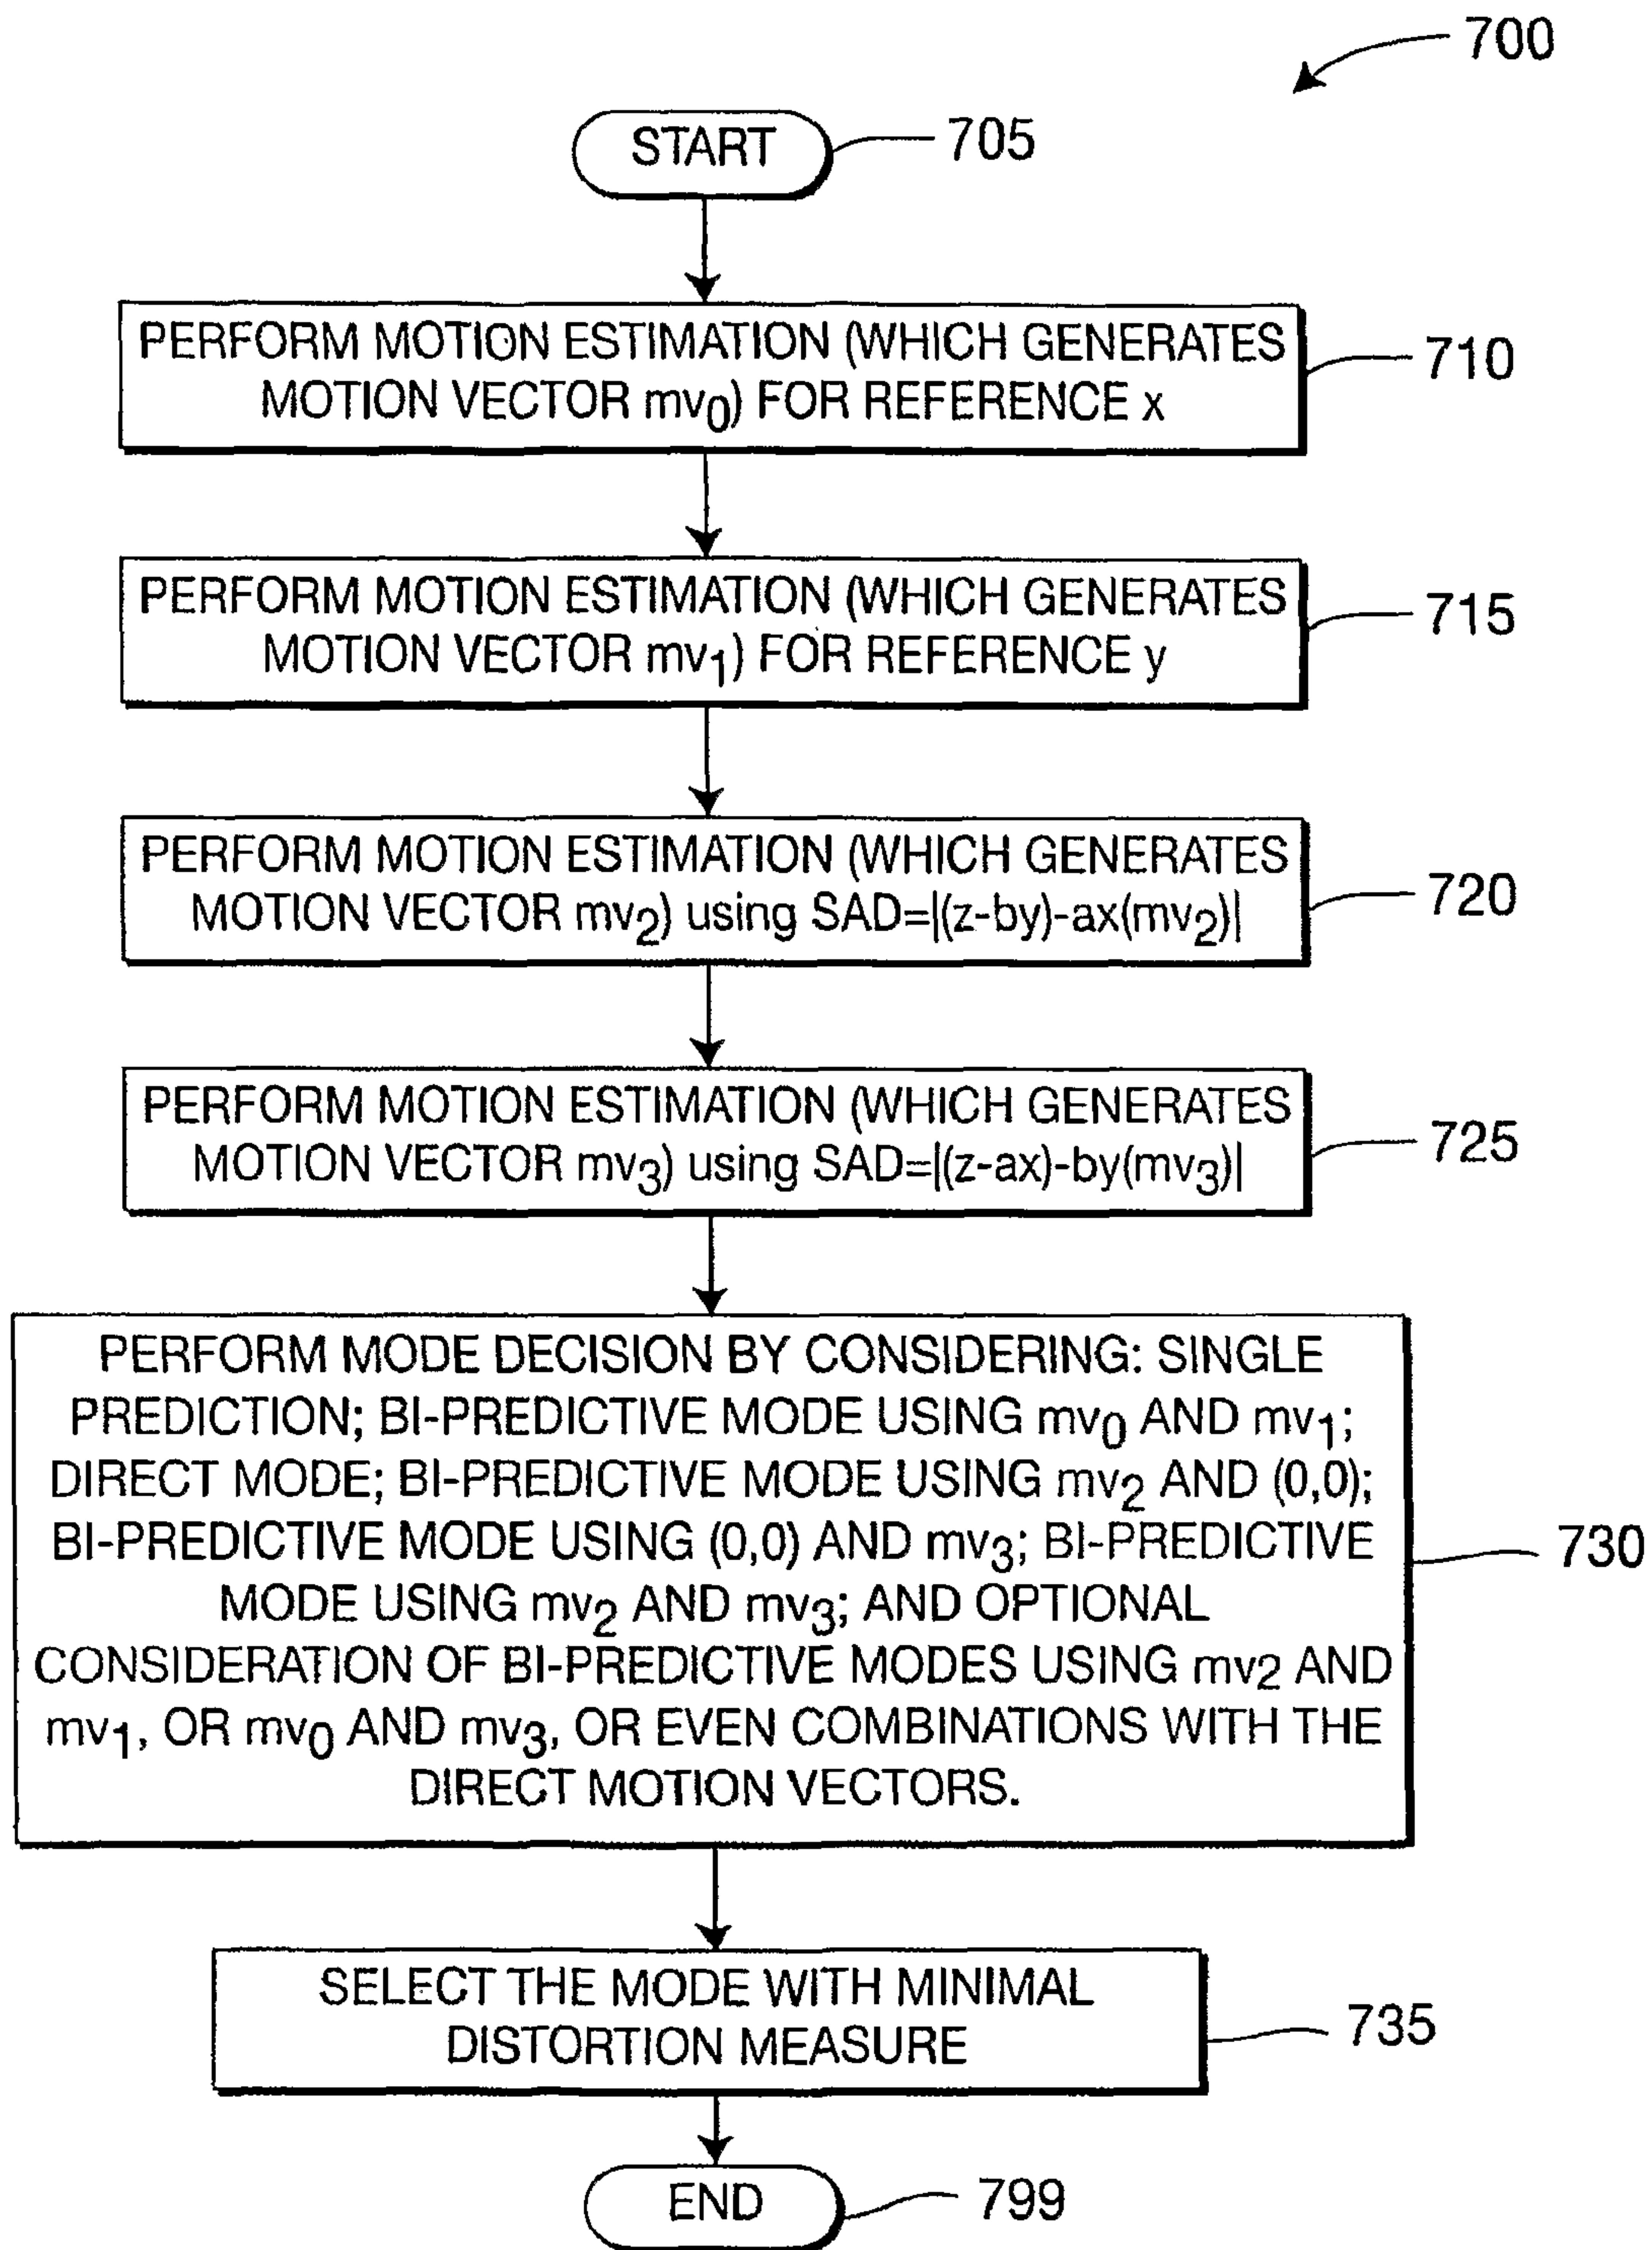 700
START
705
PERFORM MOTION ESTIMATION (WHICH GENERATES
MOTION VECTOR mv₀) FOR REFERENCE x
710
PERFORM MOTION ESTIMATION (WHICH GENERATES
MOTION VECTOR mv₁) FOR REFERENCE y
715
PERFORM MOTION ESTIMATION (WHICH GENERATES
MOTION VECTOR mv₂) using SAD=|(z-by)-ax(mv₂)|
720
PERFORM MOTION ESTIMATION (WHICH GENERATES
MOTION VECTOR mv₃) using SAD=|(z-ax)-by(mv₃)|
725
PERFORM MODE DECISION BY CONSIDERING: SINGLE
PREDICTION; BI-PREDICTIVE MODE USING mv₀ AND mv₁;
DIRECT MODE; BI-PREDICTIVE MODE USING mv₂ AND (0,0);
BI-PREDICTIVE MODE USING (0,0) AND mv₃; BI-PREDICTIVE
MODE USING mv₂ AND mv₃; AND OPTIONAL
CONSIDERATION OF BI-PREDICTIVE MODES USING mv₂ AND
mv₁, OR mv₀ AND mv₃, OR EVEN COMBINATIONS WITH THE
DIRECT MOTION VECTORS.
730
SELECT THE MODE WITH MINIMAL
DISTORTION MEASURE
735
END
799